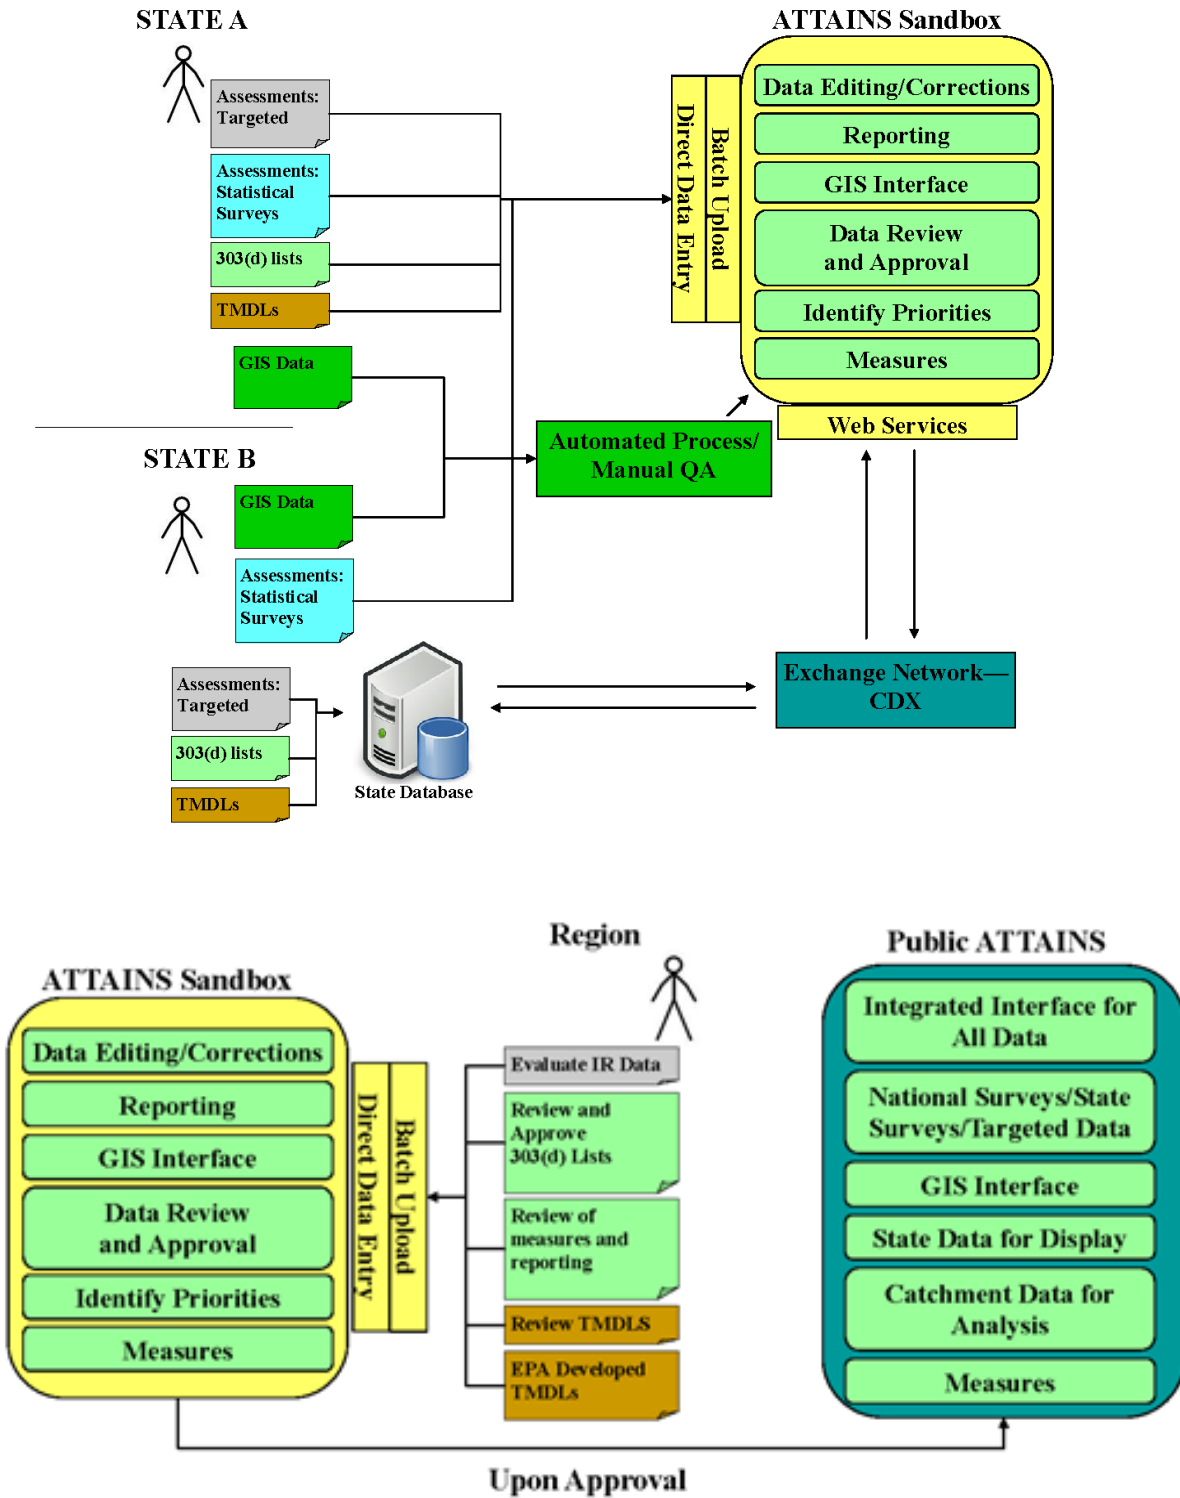 STATE A
ATTAINS Sandbox
Assessments:
Targeted
Assessments:
Statistical
Surveys
303(d) lists
TMDLs
GIS Data
Direct Data Entry
Batch Upload
Data Editing/Corrections
Reporting
GIS Interface
Data Review
and Approval
Identify Priorities
Measures
Web Services
Automated Process/
Manual QA
STATE B
GIS Data
Assessments:
Statistical
Surveys
Assessments:
Targeted
303(d) lists
TMDLs
State Database
Exchange Network—
CDX
Region
Public ATTAINS
ATTAINS Sandbox
Data Editing/Corrections
Reporting
GIS Interface
Data Review
and Approval
Identify Priorities
Measures
Direct Data Entry
Batch Upload
Evaluate IR Data
Review and
Approve
303(d) Lists
Review of
measures and
reporting
Review TMDLS
EPA Developed
TMDLs
Integrated Interface for
All Data
National Surveys/State
Surveys/Targeted Data
GIS Interface
State Data for Display
Catchment Data for
Analysis
Measures
Upon Approval